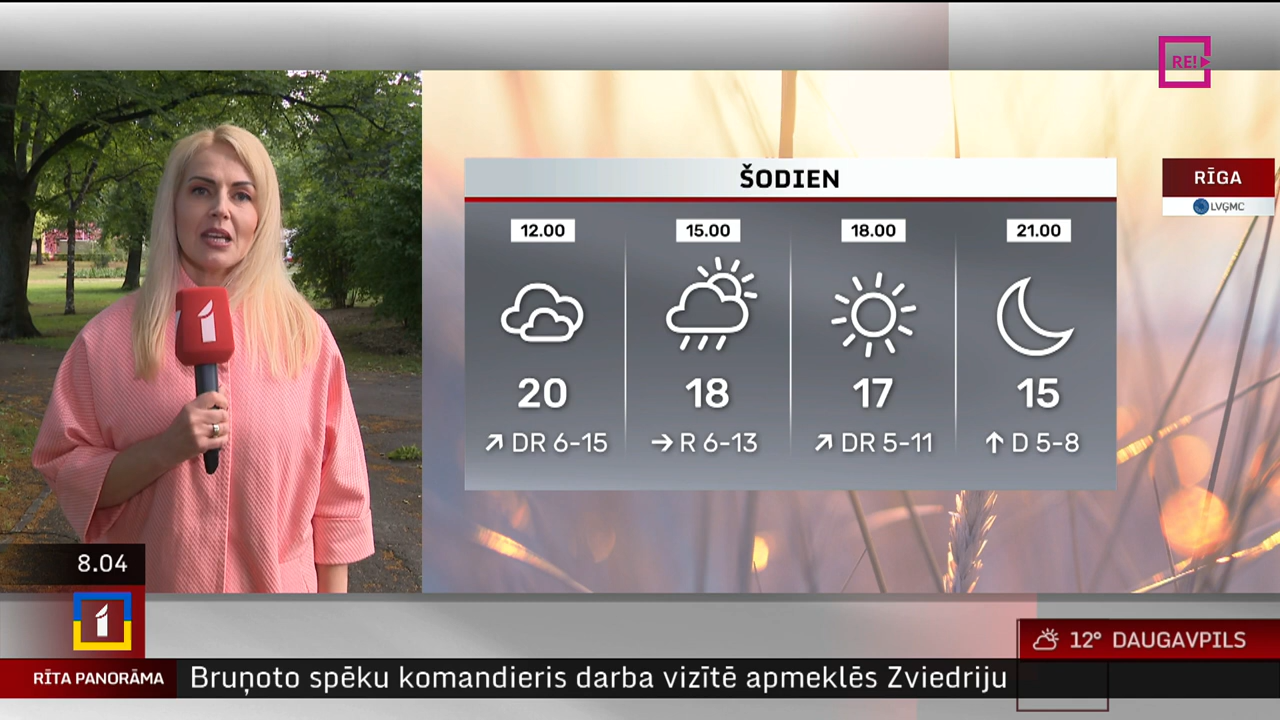 RE!
ŠODIEN
RĪGA
LVĢMC
12.00
15.00
18.00
21.00
20
18
17
15
DR 6-15
R 6-13
DR 5-11
D 5-8
1
8.04
1
12° DAUGAVPILS
RĪTA PANORĀMA
Bruņoto spēku komandieris darba vizītē apmeklēs Zviedriju